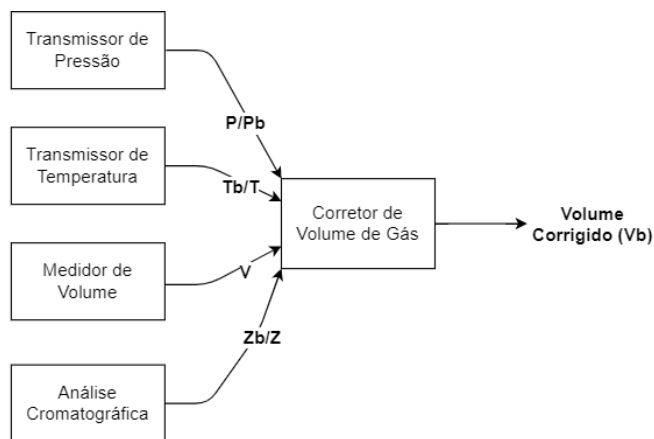 Transmissor de
Pressão
P/Pb
Transmissor de
Temperatura
Tb/T
Medidor de
Volume
V
Análise
Cromatográfica
Zb/Z
Corretor de
Volume de Gás
Volume
Corrigido (Vb)